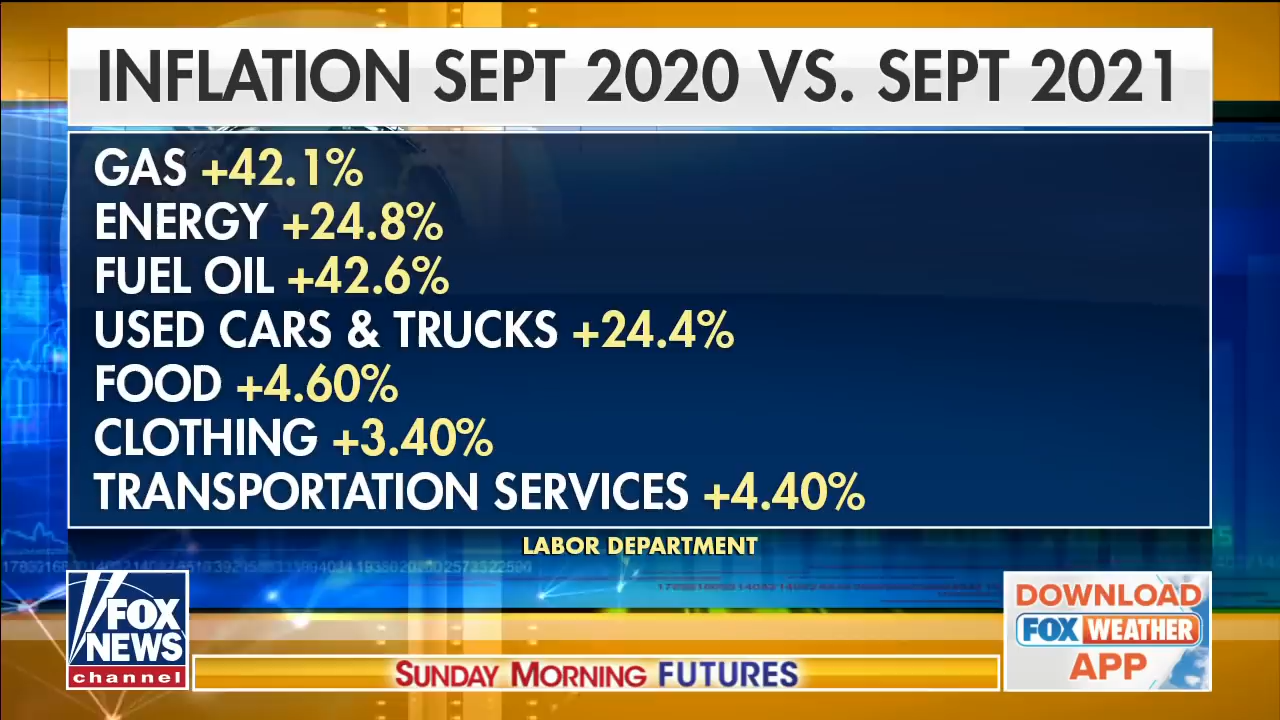 INFLATION SEPT 2020 VS. SEPT 2021
GAS +42.1%
ENERGY +24.8%
FUEL OIL +42.6%
USED CARS & TRUCKS +24.4%
FOOD +4.60%
CLOTHING +3.40%
TRANSPORTATION SERVICES +4.40%
LABOR DEPARTMENT
FOX
NEWS
channel
SUNDAY MORNING FUTURES
DOWNLOAD
FOX WEATHER
APP